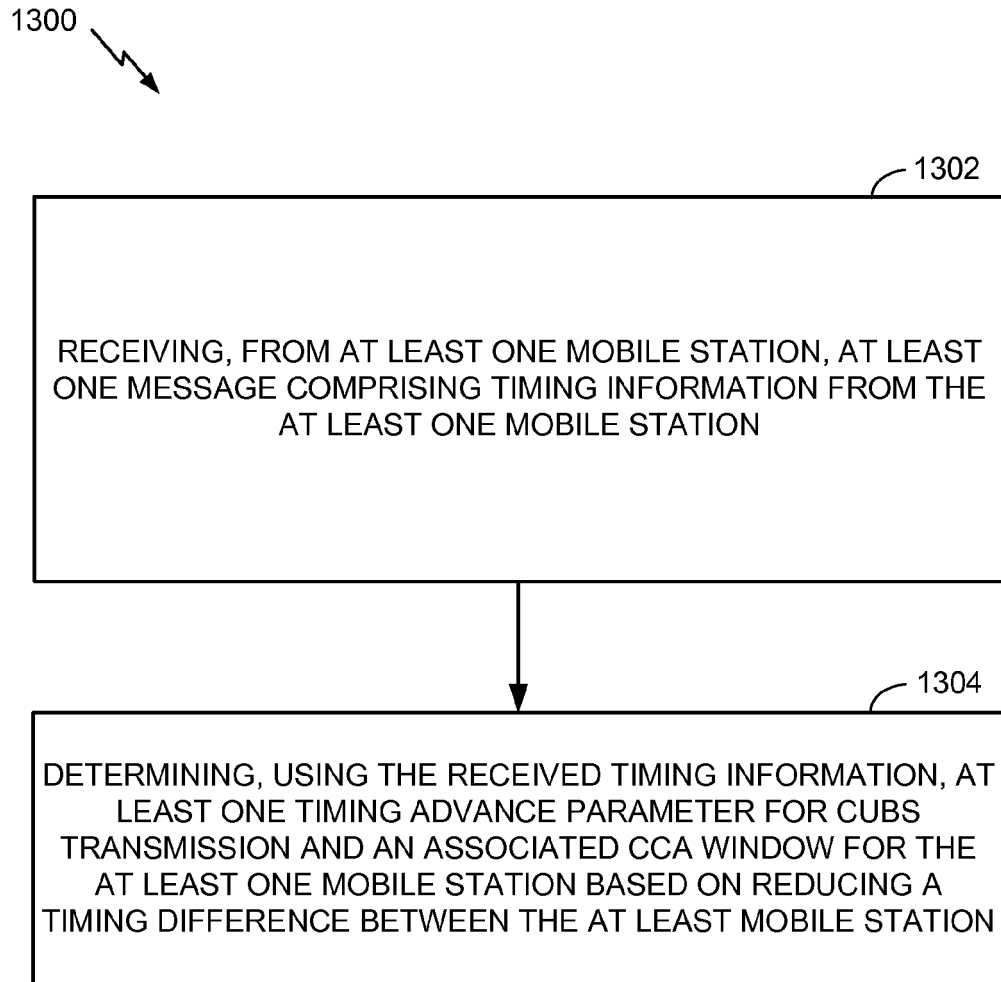 1300
1302
RECEIVING, FROM AT LEAST ONE MOBILE STATION, AT LEAST
ONE MESSAGE COMPRISING TIMING INFORMATION FROM THE
AT LEAST ONE MOBILE STATION
1304
DETERMINING, USING THE RECEIVED TIMING INFORMATION, AT
LEAST ONE TIMING ADVANCE PARAMETER FOR CUBS
TRANSMISSION AND AN ASSOCIATED CCA WINDOW FOR THE
AT LEAST ONE MOBILE STATION BASED ON REDUCING A
TIMING DIFFERENCE BETWEEN THE AT LEAST MOBILE STATION